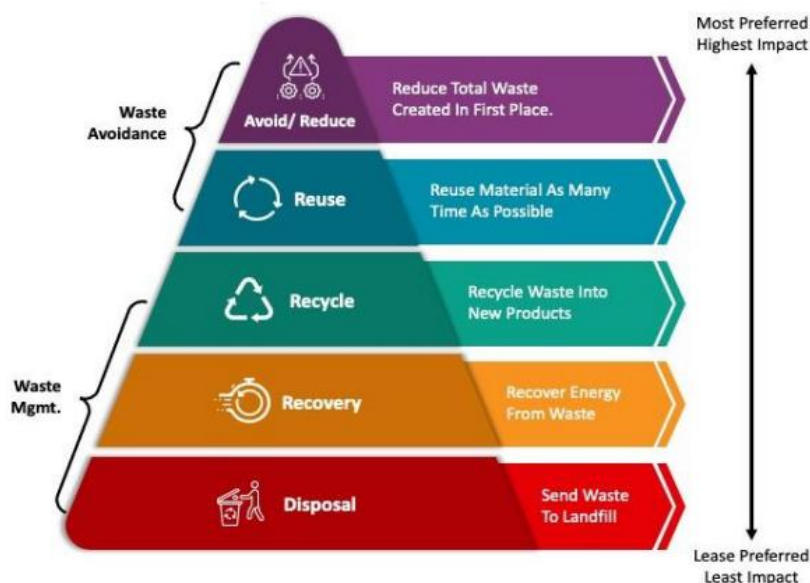 Most Preferred
Highest Impact
Waste
Avoidance
Avoid/ Reduce
Reduce Total Waste
Created In First Place.
Reuse
Reuse Material As Many
Time As Possible
Recycle
Recycle Waste Into
New Products
Waste
Mgmt.
Recovery
Recover Energy
From Waste
Disposal
Send Waste
To Landfill
Lease Preferred
Least Impact